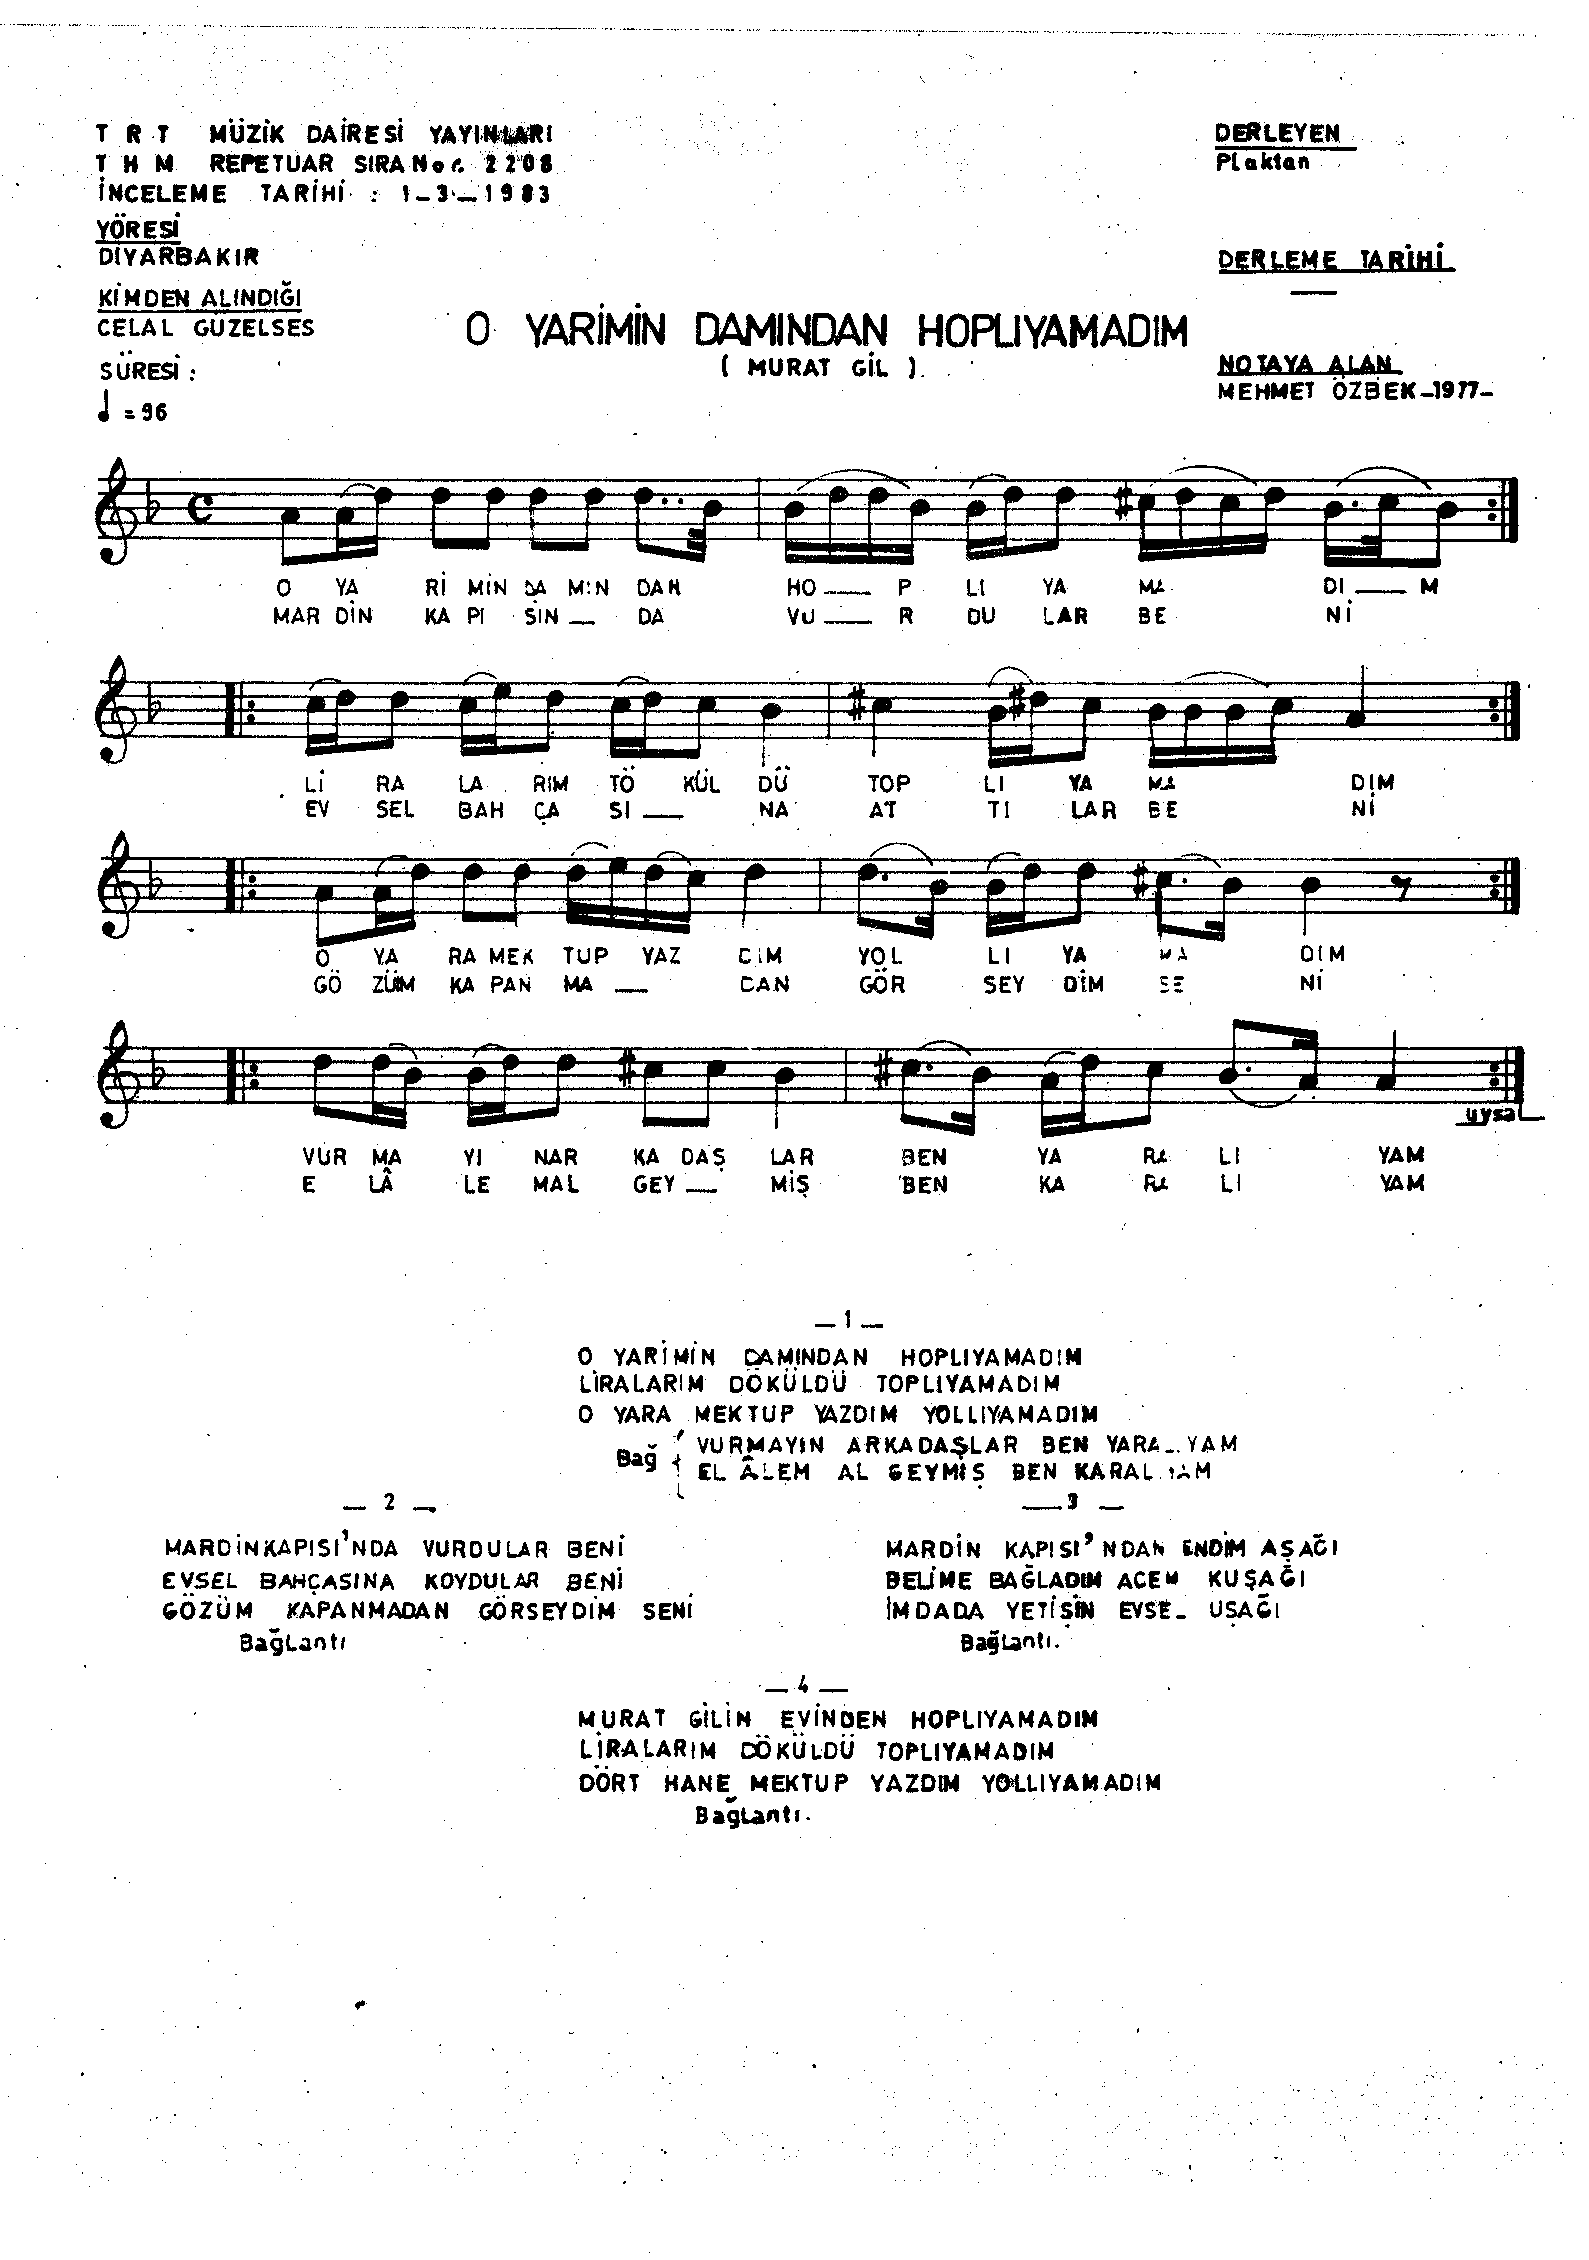 T R T MÜZİK DAİRESİ YAYINLARI
T H M REPETUAR SIRA No r. 2208
İNCELEME TARİHİ : 1_3_1983
YÖRESİ
DİYARBAKIR
KİMDEN ALINDIĞI
CELAL GÜZELSES
SÜRESİ :
= 96
DERLEYEN
Plaktan
DERLEME TARİHİ
—
NOTAYA ALAN
MEHMET ÖZBEK_1977_
O YARİMİN DAMINDAN HOPLIYAMADIM
( MURAT GİL )
O YA Rİ MİN DA MIN DAN HO___ P LI YA MA DI___ M
MAR DİN KA PI SIN _ DA VU___ R DU LAR BE Nİ
Lİ RA LA RIM TÖ KÜL DÜ TOP LI YA MA DIM
EV SEL BAH ÇA SI __ NA AT TI LAR BE Nİ
O YA RA MEK TUP YAZ DIM YOL LI YA MA DIM
GÖ ZÜM KA PAN MA __ DAN GÖR SEY DİM SE Nİ
uysal
VUR MA YI NAR KA DAŞ LAR BEN YA RA LI YAM
E LÂ LE MAL GEY __ MİŞ BEN KA RA LI YAM
_ 1 _
O YARİMİN DAMINDAN HOPLIYAMADIM
LİRALARIM DÖKÜLDÜ TOPLIYAMADIM
O YARA MEKTUP YAZDIM YOLLIYAMADIM
Bağ { VURMAYIN ARKADAŞLAR BEN YARALIYAM
EL ÂLEM AL GEYMİŞ BEN KARALIYAM
_ 2 _
MARDİNKAPISI'NDA VURDULAR BENİ
EVSEL BAHÇASINA KOYDULAR BENİ
GÖZÜM KAPANMADAN GÖRSEYDİM SENİ
Bağlantı
_ 3 _
MARDİN KAPISI'NDAN ENDİM AŞAĞI
BELİME BAĞLADIM ACEM KUŞAĞI
İMDADA YETİŞİN EVSEL UŞAĞI
Bağlantı.
_ 4 _
MURAT GİLİN EVİNDEN HOPLIYAMADIM
LİRALARIM DÖKÜLDÜ TOPLIYAMADIM
DÖRT HANE MEKTUP YAZDIM YOLLIYAMADIM
Bağlantı.